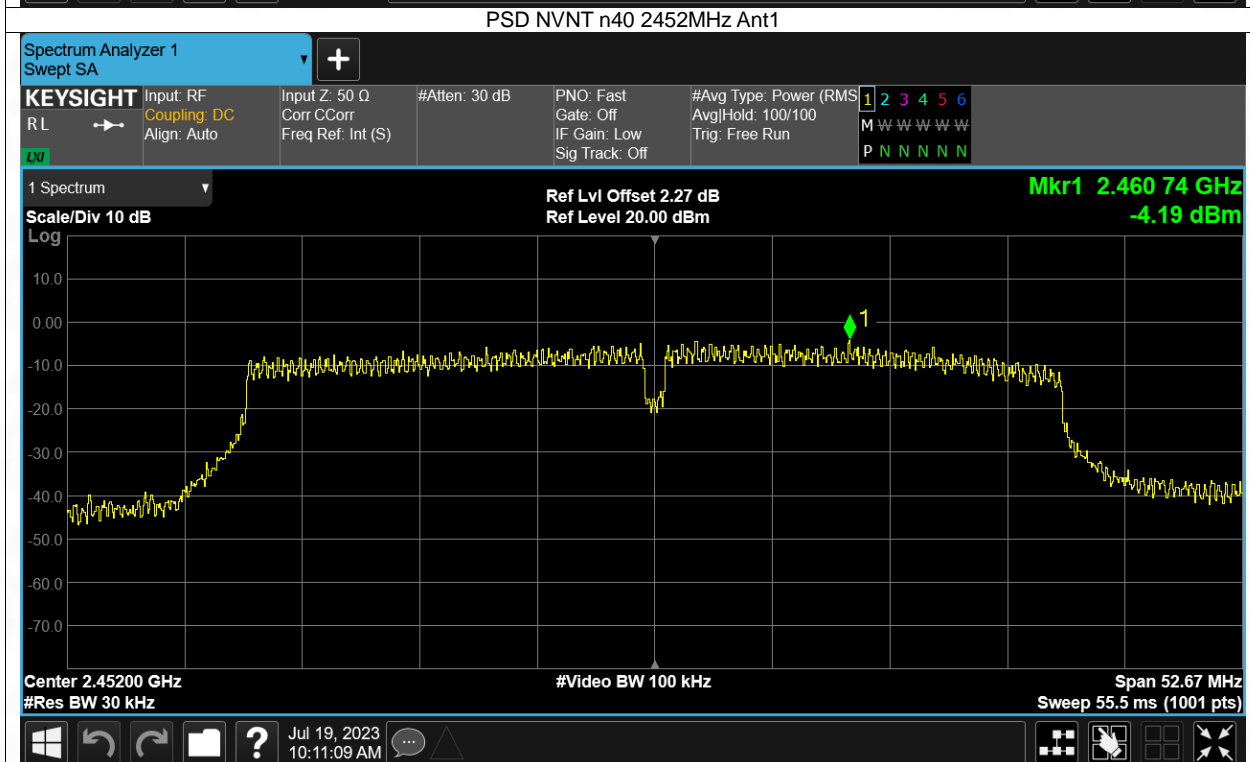 PSD NVNT n40 2452MHz Ant1
Spectrum Analyzer 1
Swept SA
KEYSIGHT
RL
LXI
Input: RF
Coupling: DC
Align: Auto
Input Z: 50 Ω
Corr CCorr
Freq Ref: Int (S)
#Atten: 30 dB
PNO: Fast
Gate: Off
IF Gain: Low
Sig Track: Off
#Avg Type: Power (RMS
Avg|Hold: 100/100
Trig: Free Run
1 2 3 4 5 6
M W W W W W
P N N N N N
1 Spectrum
Scale/Div 10 dB
Log
Ref Lvl Offset 2.27 dB
Ref Level 20.00 dBm
Mkr1 2.460 74 GHz
-4.19 dBm
10.0
0.00
-10.0
-20.0
-30.0
-40.0
-50.0
-60.0
-70.0
1
Center 2.45200 GHz
#Res BW 30 kHz
#Video BW 100 kHz
Span 52.67 MHz
Sweep 55.5 ms (1001 pts)
?
Jul 19, 2023
10:11:09 AM